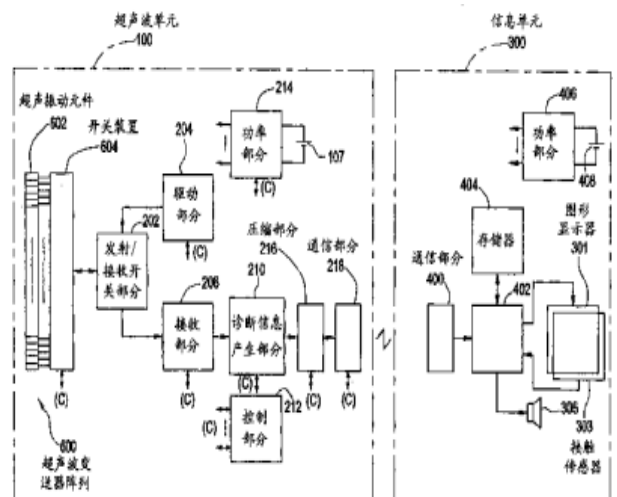 超声波单元
100
超声振动元件
602
开关装置
604
204
驱动
部分
(C)
214
功率
部分
107
(C)
202
发射/
接收开
关部分
208
接收
部分
(C)
210
诊断信息
产生部分
(C)
压缩部分
216
(C)
通信部分
218
(C)
(C)
控制
部分
212
(C)
(C)
600
超声波变
送器阵列
信息单元
300
406
功率
部分
408
404
存储器
图形
显示器
301
通信部分
400
402
305
303
接触
传感器